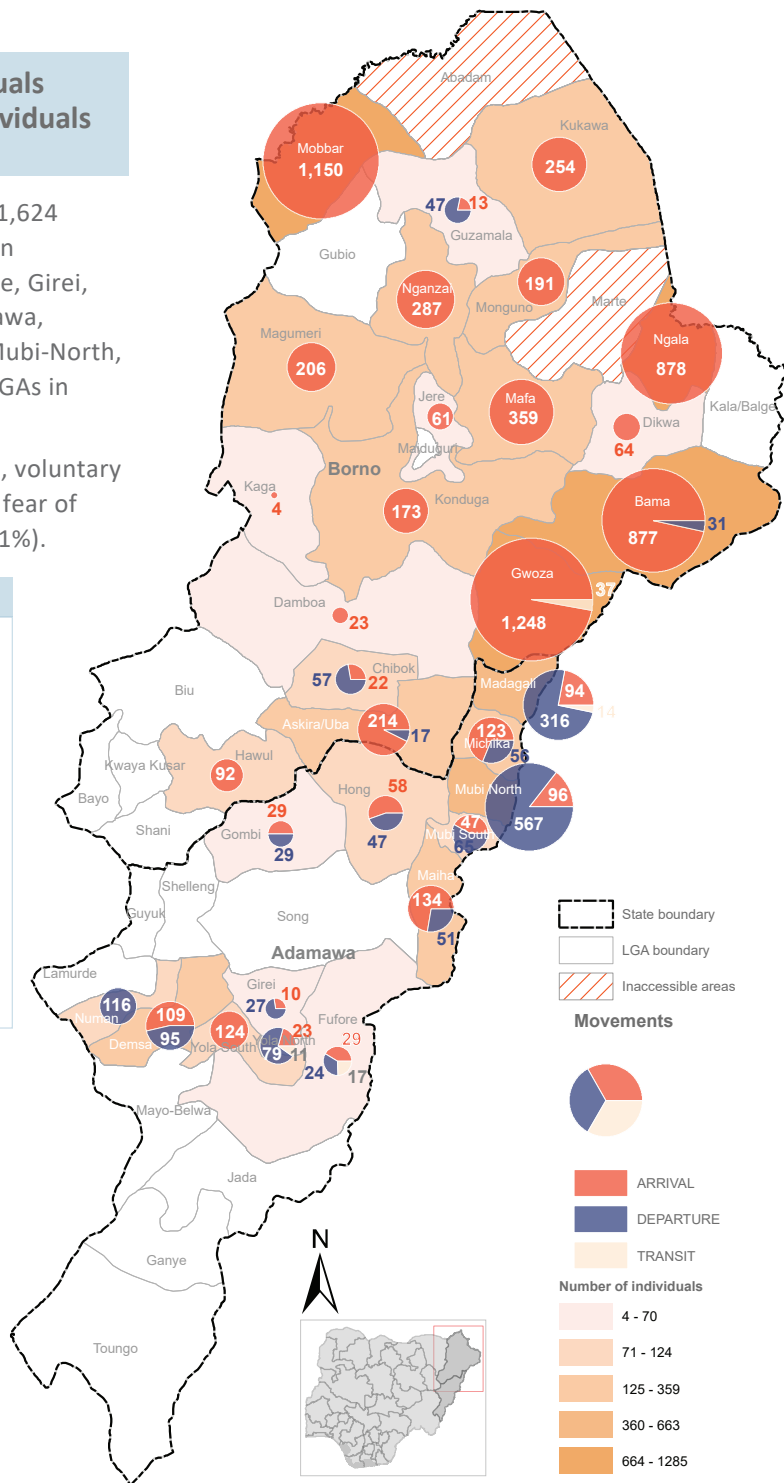 uals
viduals
1,624
n
e, Girei,
wa,
Mubi-North,
GAs in
, voluntary
fear of
1%).
Abadam
Kukawa
254
Mobbar
1,150
47
13
Guzamala
Gubio
Nganzai
287
191
Monguno
Marte
Magumeri
206
Ngala
878
Jere
61
Mafa
359
Dikwa
64
Kala/Balge
Maiduguri
Borno
Kaga
4
173
Konduga
Bama
877
31
Gwoza
1,248
37
Damboa
23
57
22
Chibok
Madagali
94
316
14
Biu
Askira/Uba
214
17
123
Michika
56
Kwaya Kusar
Hawul
92
Bayo
Hong
58
47
Mubi North
96
567
Shani
29
Gombi
29
47
Mubi South
65
Maiha
134
51
Shelleng
Guyuk
Song
Adamawa
Lamurde
116
Numan
109
95
Demsa
Girei
10
27
124
Yola South
23
Yola North
79
11
Fufore
29
24
17
Mayo-Belwa
Jada
Ganye
Toungo
State boundary
LGA boundary
Inaccessible areas
Movements
ARRIVAL
DEPARTURE
TRANSIT
Number of individuals
4 - 70
71 - 124
125 - 359
360 - 663
664 - 1285
N